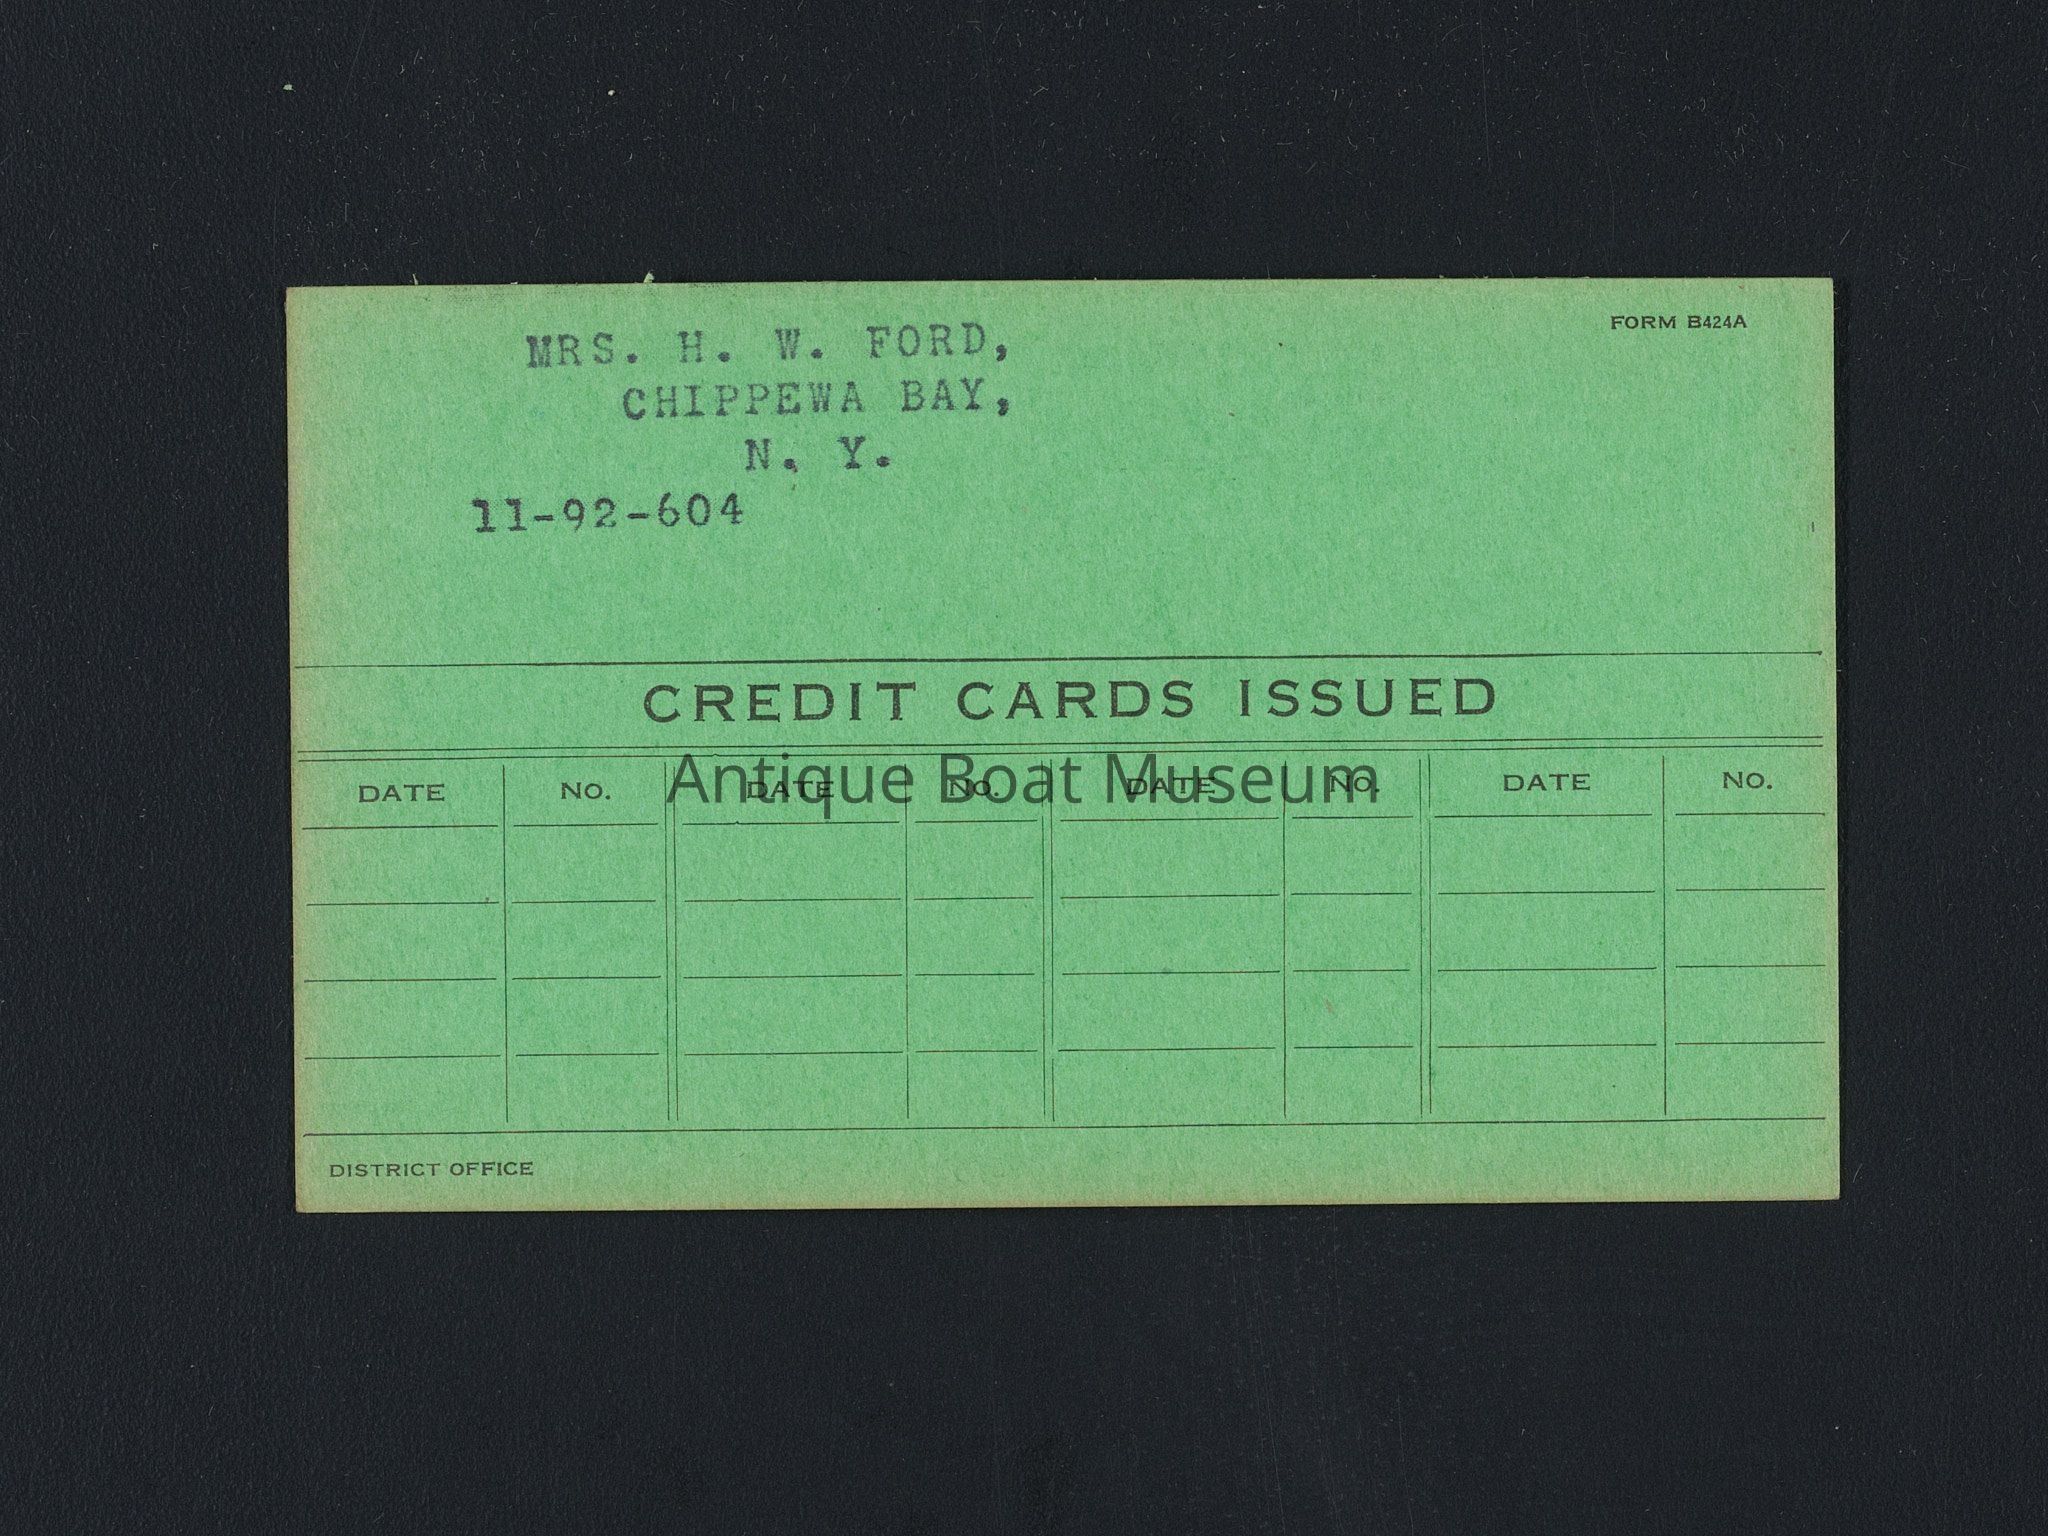 FORM B424A
MRS. H. W. FORD,
CHIPPEWA BAY,
N. Y.
11-92-604
CREDIT CARDS ISSUED
Antique Boat Museum
DATE NO. DATE NO. DATE NO. DATE NO.
DISTRICT OFFICE